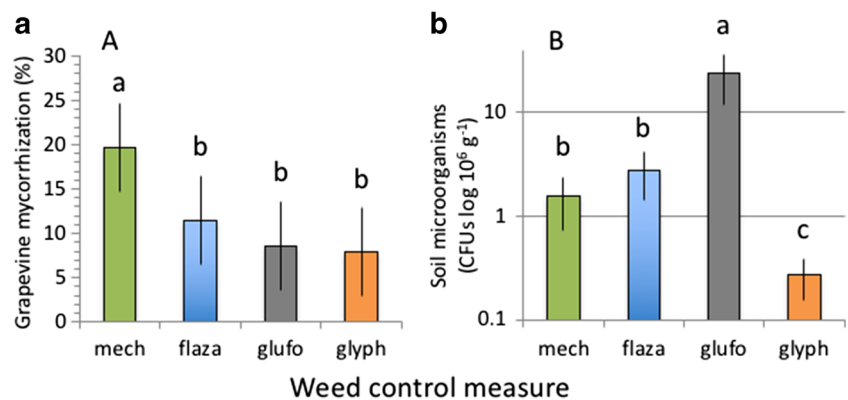 a
A
Grapevine mycorrhization (%)
30
25
20
15
10
5
0
a
b
b
b
mech flaza glufo glyph
b
B
Soil microorganisms
(CFUs log 10⁶ g⁻¹)
10
1
0.1
b
b
a
c
mech flaza glufo glyph
Weed control measure